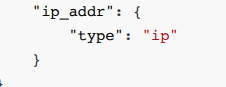 "ip_addr": {
"type": "ip"
}
}